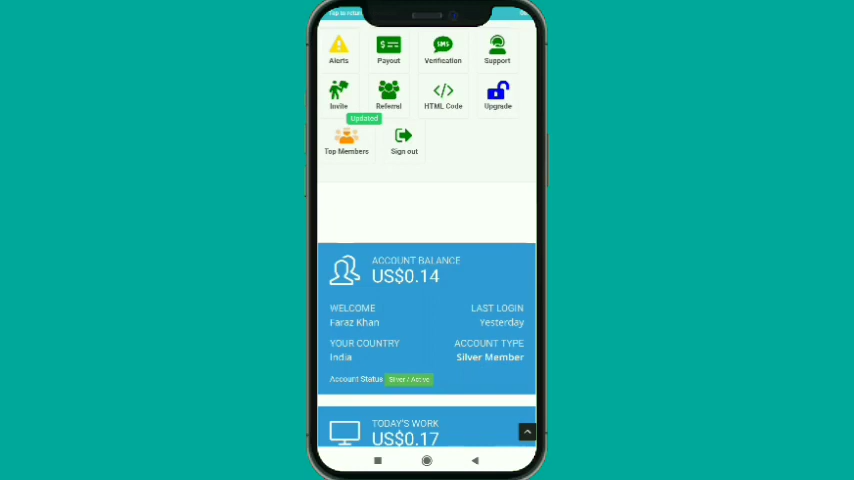 Alerts Payout Verification Support
SMS
Invite Referral HTML Code Upgrade
Updated
Top Members Sign out
ACCOUNT BALANCE
US$0.14
WELCOME LAST LOGIN
Faraz Khan Yesterday
YOUR COUNTRY ACCOUNT TYPE
India Silver Member
Account Status Silver / Active
TODAY'S WORK
US$0.17